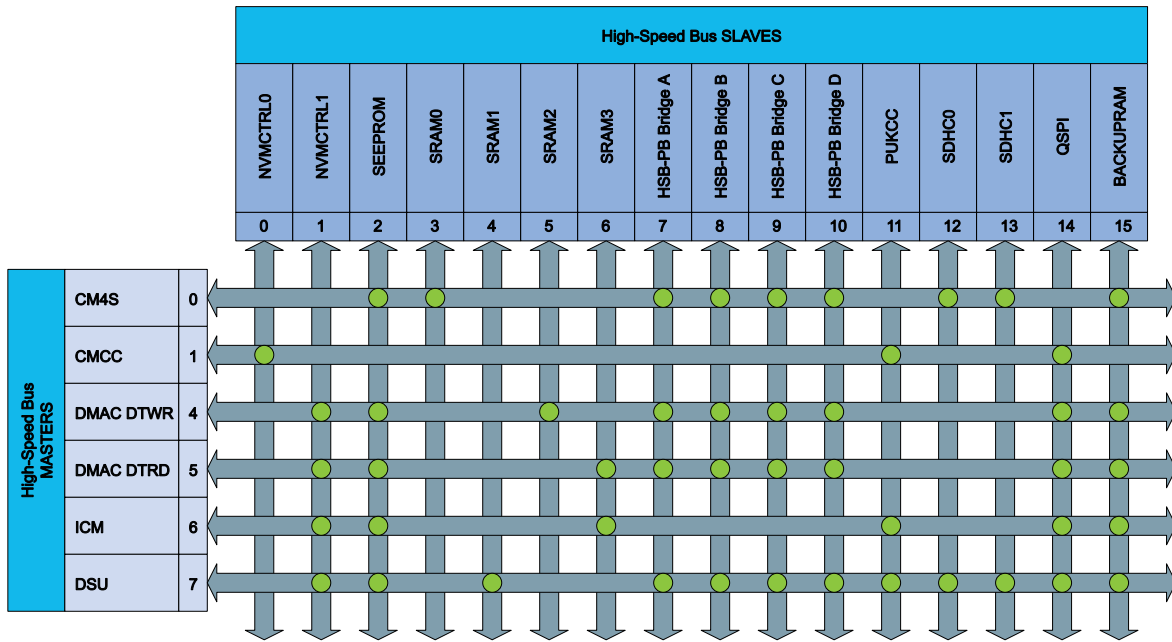 High-Speed Bus SLAVES
NVMCTRL0
NVMCTRL1
SEEPROM
SRAM0
SRAM1
SRAM2
SRAM3
HSB-PB Bridge A
HSB-PB Bridge B
HSB-PB Bridge C
HSB-PB Bridge D
PUKCC
SDHC0
SDHC1
QSPI
BACKUPRAM
0 1 2 3 4 5 6 7 8 9 10 11 12 13 14 15
High-Speed Bus
MASTERS
CM4S 0
CMCC 1
DMAC DTWR 4
DMAC DTRD 5
ICM 6
DSU 7